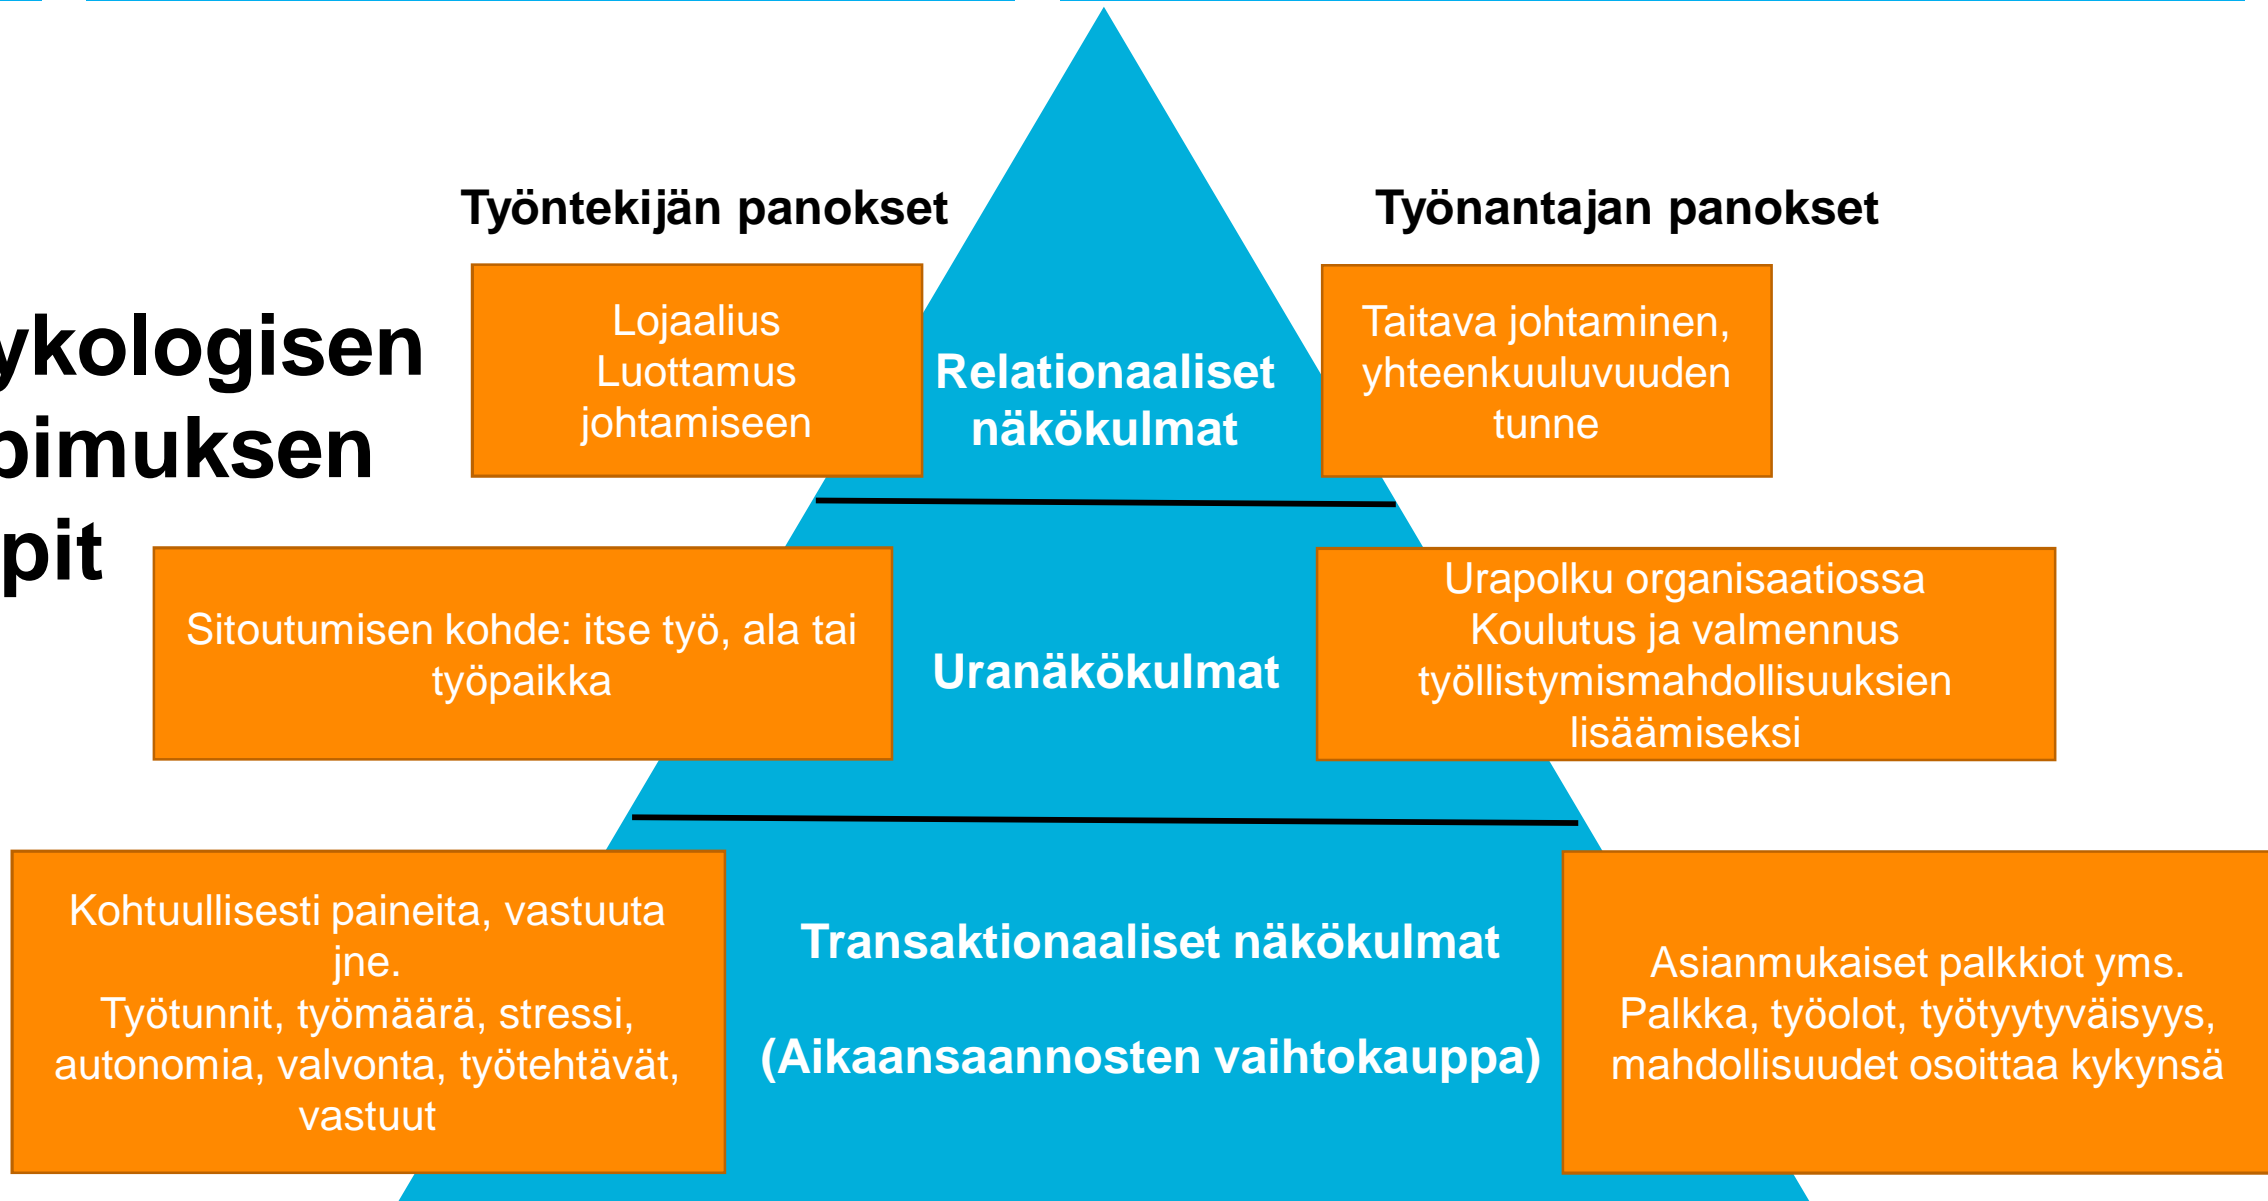 Työntekijän panokset
Työnantajan panokset
ykologisen
pimuksen
pit
Lojaalius
Luottamus
johtamiseen
Relationaaliset
näkökulmat
Taitava johtaminen,
yhteenkuuluvuuden
tunne
Sitoutumisen kohde: itse työ, ala tai
työpaikka
Uranäkökulmat
Urapolku organisaatiossa
Koulutus ja valmennus
työllistymismahdollisuuksien
lisäämiseksi
Kohtuullisesti paineita, vastuuta
jne.
Työtunnit, työmäärä, stressi,
autonomia, valvonta, työtehtävät,
vastuut
Transaktionaaliset näkökulmat
(Aikaansaannosten vaihtokauppa)
Asianmukaiset palkkiot yms.
Palkka, työolot, työtyytyväisyys,
mahdollisuudet osoittaa kykynsä